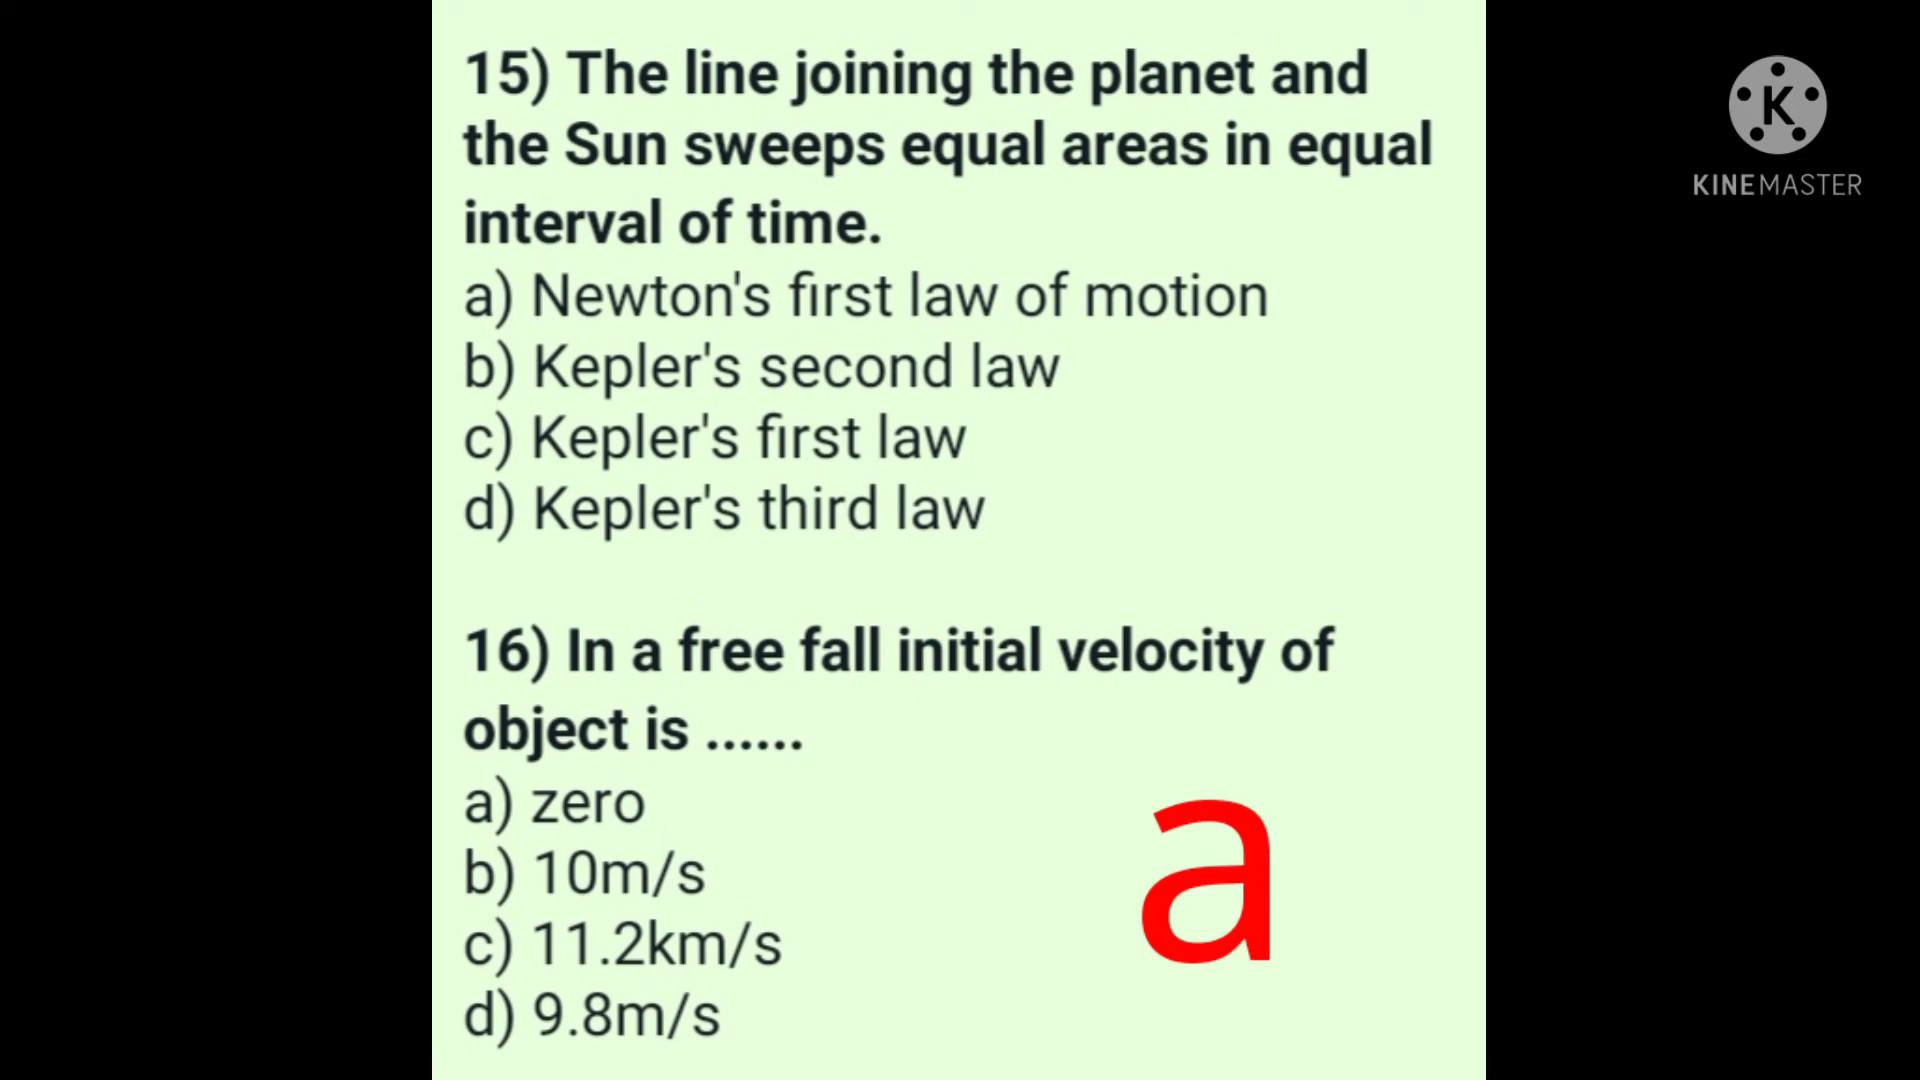 15) The line joining the planet and
the Sun sweeps equal areas in equal
interval of time.
a) Newton's first law of motion
b) Kepler's second law
c) Kepler's first law
d) Kepler's third law
16) In a free fall initial velocity of
object is ......
a) zero
b) 10m/s
c) 11.2km/s
d) 9.8m/s
a
K
KINEMASTER